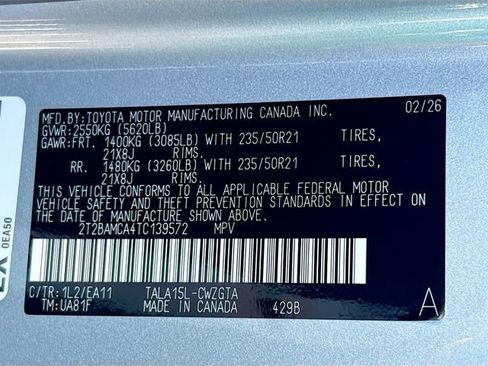 MFD.BY:TOYOTA MOTOR MANUFACTURING CANADA INC. 02/26
GVWR:2550KG (5620LB)
GAWR:FRT. 1400KG (3085LB) WITH 235/50R21 TIRES,
21X8J RIMS.
RR. 1480KG (3260LB) WITH 235/50R21 TIRES,
21X8J RIMS.
THIS VEHICLE CONFORMS TO ALL APPLICABLE FEDERAL MOTOR
VEHICLE SAFETY AND THEFT PREVENTION STANDARDS IN EFFECT
ON THE DATE OF MANUFACTURE SHOWN ABOVE.
2T2BAMCA4TC139572 MPV
C/TR:1L2/EA11 TALA15L-CWZGTA
TM:UA81F MADE IN CANADA 429B A
0EA50